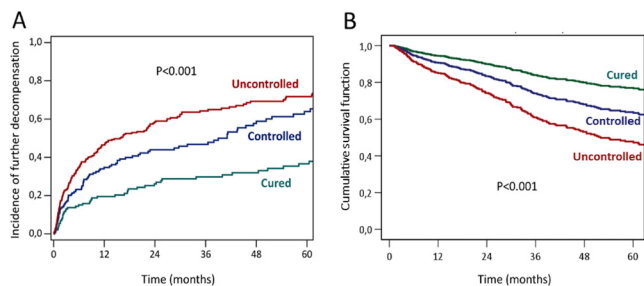 A
Incidence of further decompensation
1,0
0,8
0,6
0,4
0,2
0,0
P<0.001
Uncontrolled
Controlled
Cured
0 12 24 36 48 60
Time (months)
B
Cumulative survival function
1,0
0,8
0,6
0,4
0,2
0,0
Cured
Controlled
Uncontrolled
P<0.001
0 12 24 36 48 60
Time (months)